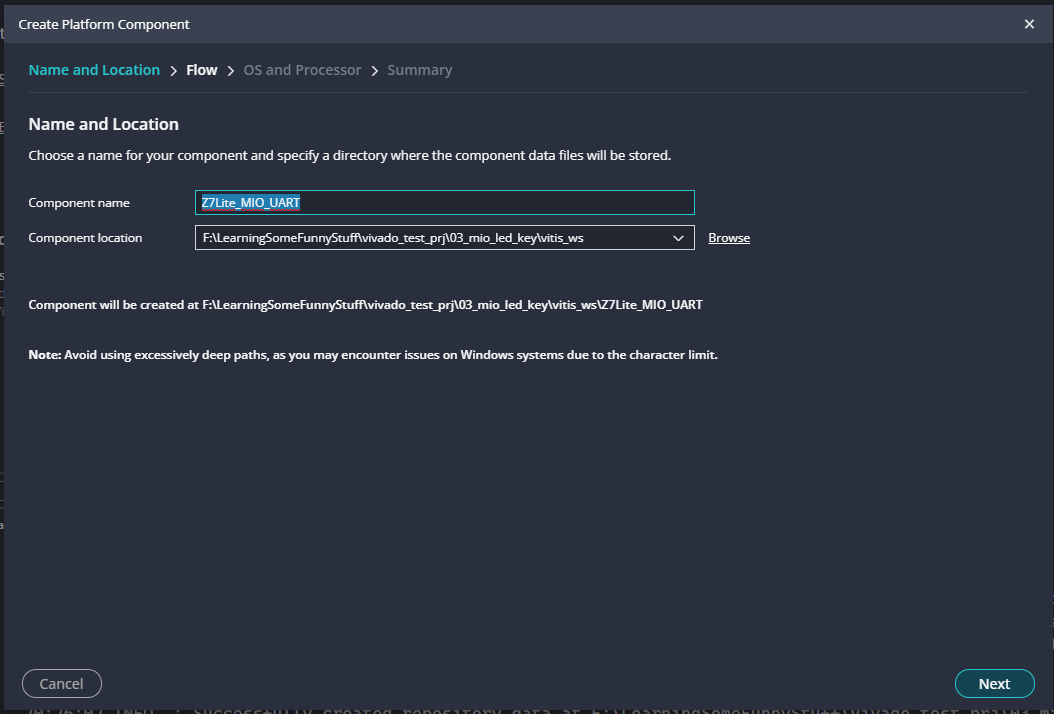 Create Platform Component
Name and Location > Flow > OS and Processor > Summary
Name and Location
Choose a name for your component and specify a directory where the component data files will be stored.
Component name Z7Lite_MIO_UART
Component location F:\LearningSomeFunnyStuff\vivado_test_prj\03_mio_led_key\vitis_ws Browse
Component will be created at F:\LearningSomeFunnyStuff\vivado_test_prj\03_mio_led_key\vitis_ws\Z7Lite_MIO_UART
Note: Avoid using excessively deep paths, as you may encounter issues on Windows systems due to the character limit.
Cancel Next